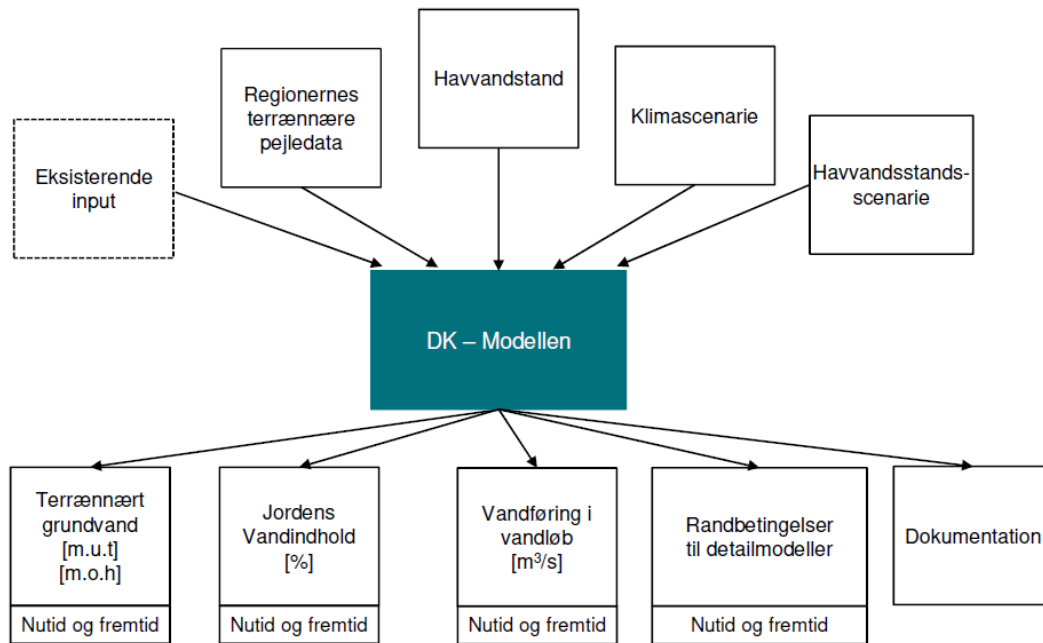 Havvandstand
Regionernes
terrænnære
pejledata
Klimascenarie
Eksisterende
input
Havvandsstands-
scenarie
DK – Modellen
Terrænnært
grundvand
[m.u.t]
[m.o.h]
Nutid og fremtid
Jordens
Vandindhold
[%]
Nutid og fremtid
Vandføring i
vandløb
[m³/s]
Nutid og fremtid
Randbetingelser
til detailmodeller
Nutid og fremtid
Dokumentation